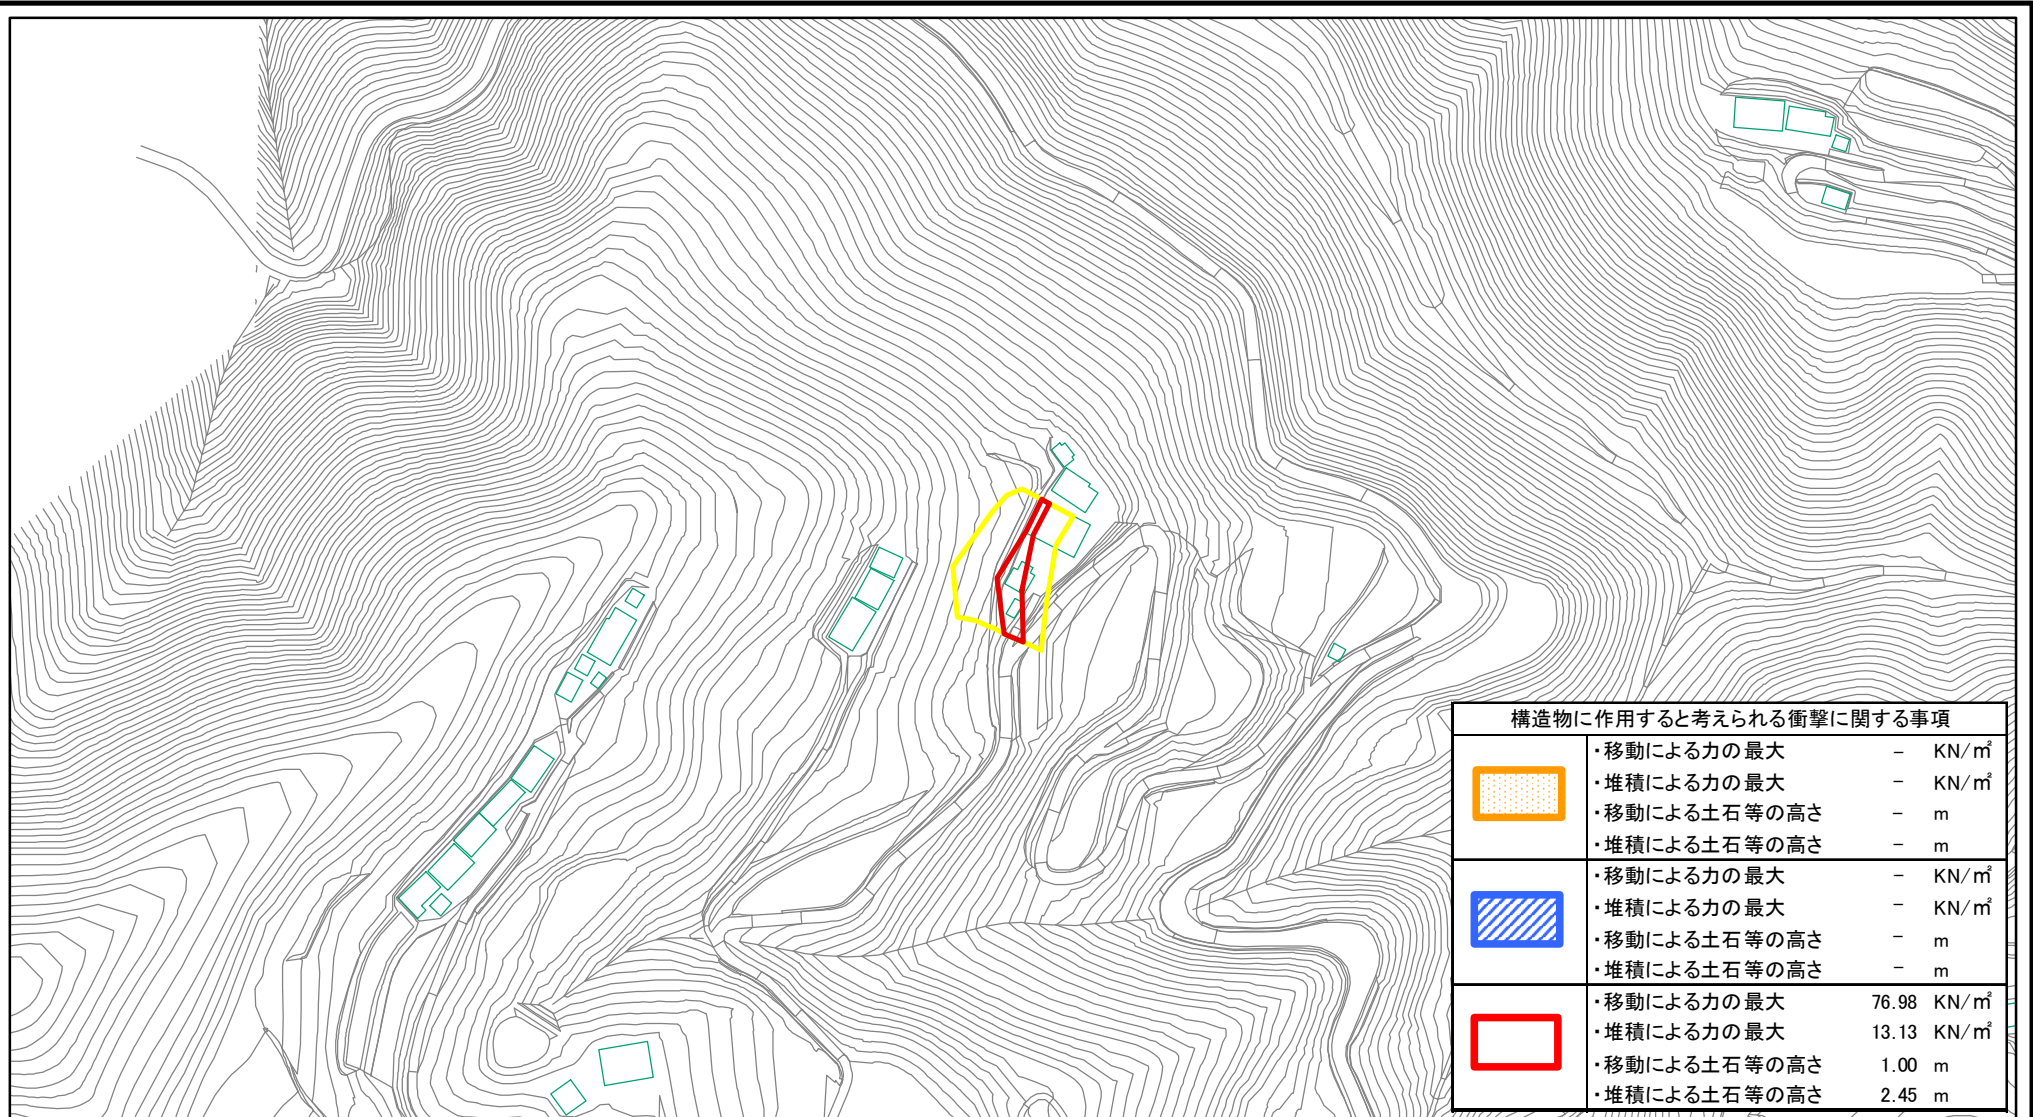 構造物に作用すると考えられる衝撃に関する事項
・移動による力の最大 － KN/㎡
・堆積による力の最大 － KN/㎡
・移動による土石等の高さ － m
・堆積による土石等の高さ － m
・移動による力の最大 － KN/㎡
・堆積による力の最大 － KN/㎡
・移動による土石等の高さ － m
・堆積による土石等の高さ － m
・移動による力の最大 76.98 KN/㎡
・堆積による力の最大 13.13 KN/㎡
・移動による土石等の高さ 1.00 m
・堆積による土石等の高さ 2.45 m